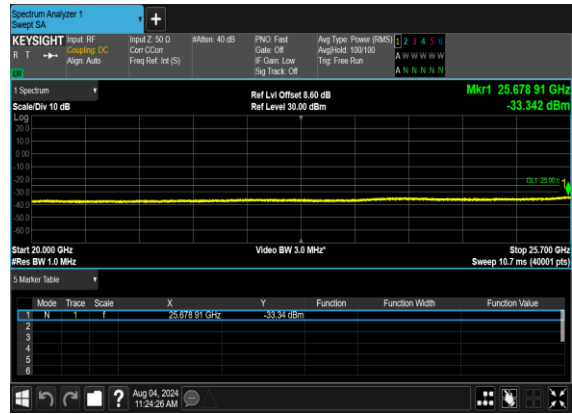 Spectrum Analyzer 1
Swept SA
+
KEYSIGHT
R T
Input: RF
Coupling: DC
Align: Auto
Input Z: 50 Ω
Corr CCorr
Freq Ref: Int (S)
#Atten: 40 dB
PNO: Fast
Gate: Off
IF Gain: Low
Sig Track: Off
Avg Type: Power (RMS)
Avg|Hold: 100/100
Trig: Free Run
1 2 3 4 5 6
A W W W W W
A N N N N N
1 Spectrum
Scale/Div 10 dB
Ref Lvl Offset 8.60 dB
Ref Level 30.00 dBm
Mkr1 25.678 91 GHz
-33.342 dBm
Log
20.0
10.0
0.00
-10.0
-20.0
DL1 -25.00
1
-30.0
-40.0
-50.0
-60.0
Start 20.000 GHz
#Res BW 1.0 MHz
Video BW 3.0 MHz*
Stop 25.700 GHz
Sweep 10.7 ms (40001 pts)
5 Marker Table
Mode Trace Scale X Y Function Function Width Function Value
1 N 1 f 25.678 91 GHz -33.34 dBm
2
3
4
5
6
?
Aug 04, 2024
11:24:26 AM